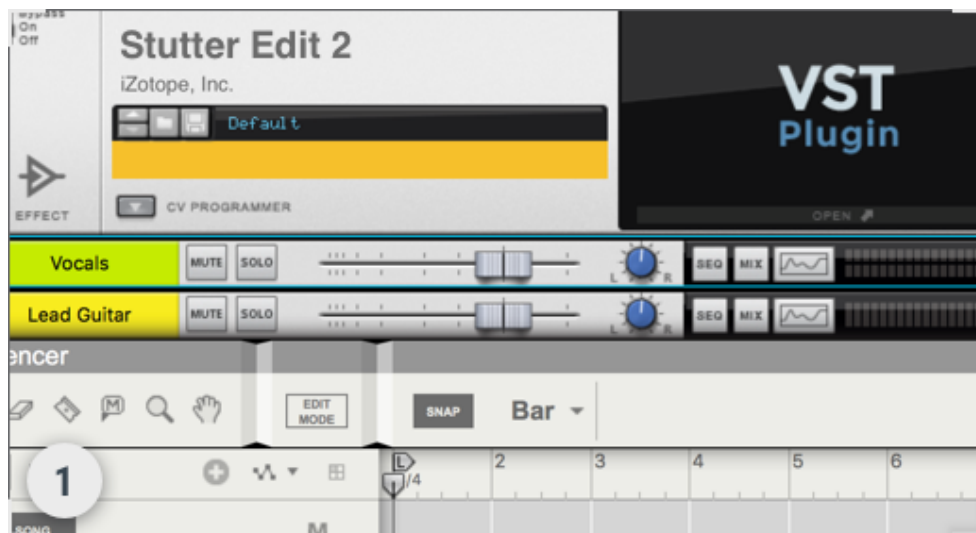 Bypass
On
Off
Stutter Edit 2
iZotope, Inc.
Default
VST
Plugin
EFFECT
CV PROGRAMMER
OPEN
Vocals MUTE SOLO L R SEQ MIX
Lead Guitar MUTE SOLO L R SEQ MIX
encer
M EDIT MODE SNAP Bar
1 L /4 2 3 4 5 6
SONG M